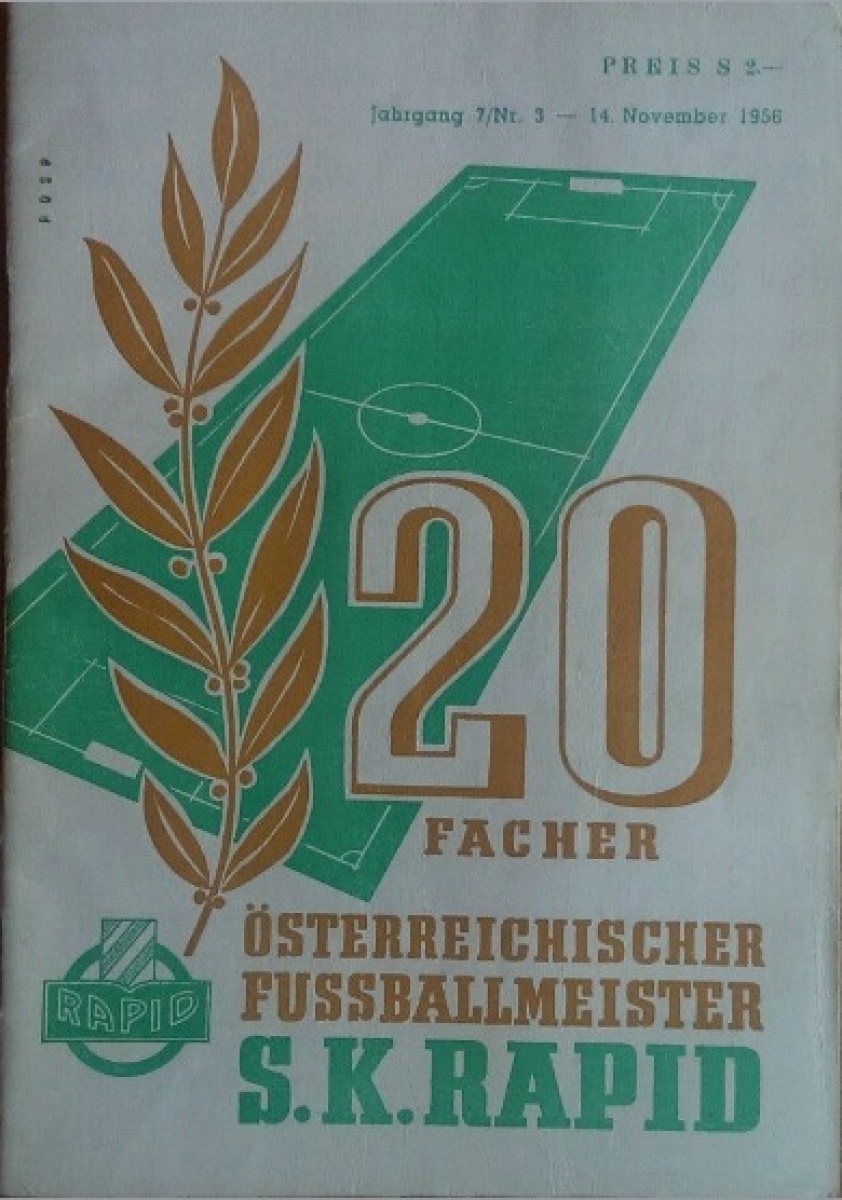 PREIS S 2.—
Jahrgang 7/Nr. 3 — 14. November 1956
20
FACHER
ÖSTERREICHISCHER
FUSSBALLMEISTER
RAPID
S.K.RAPID